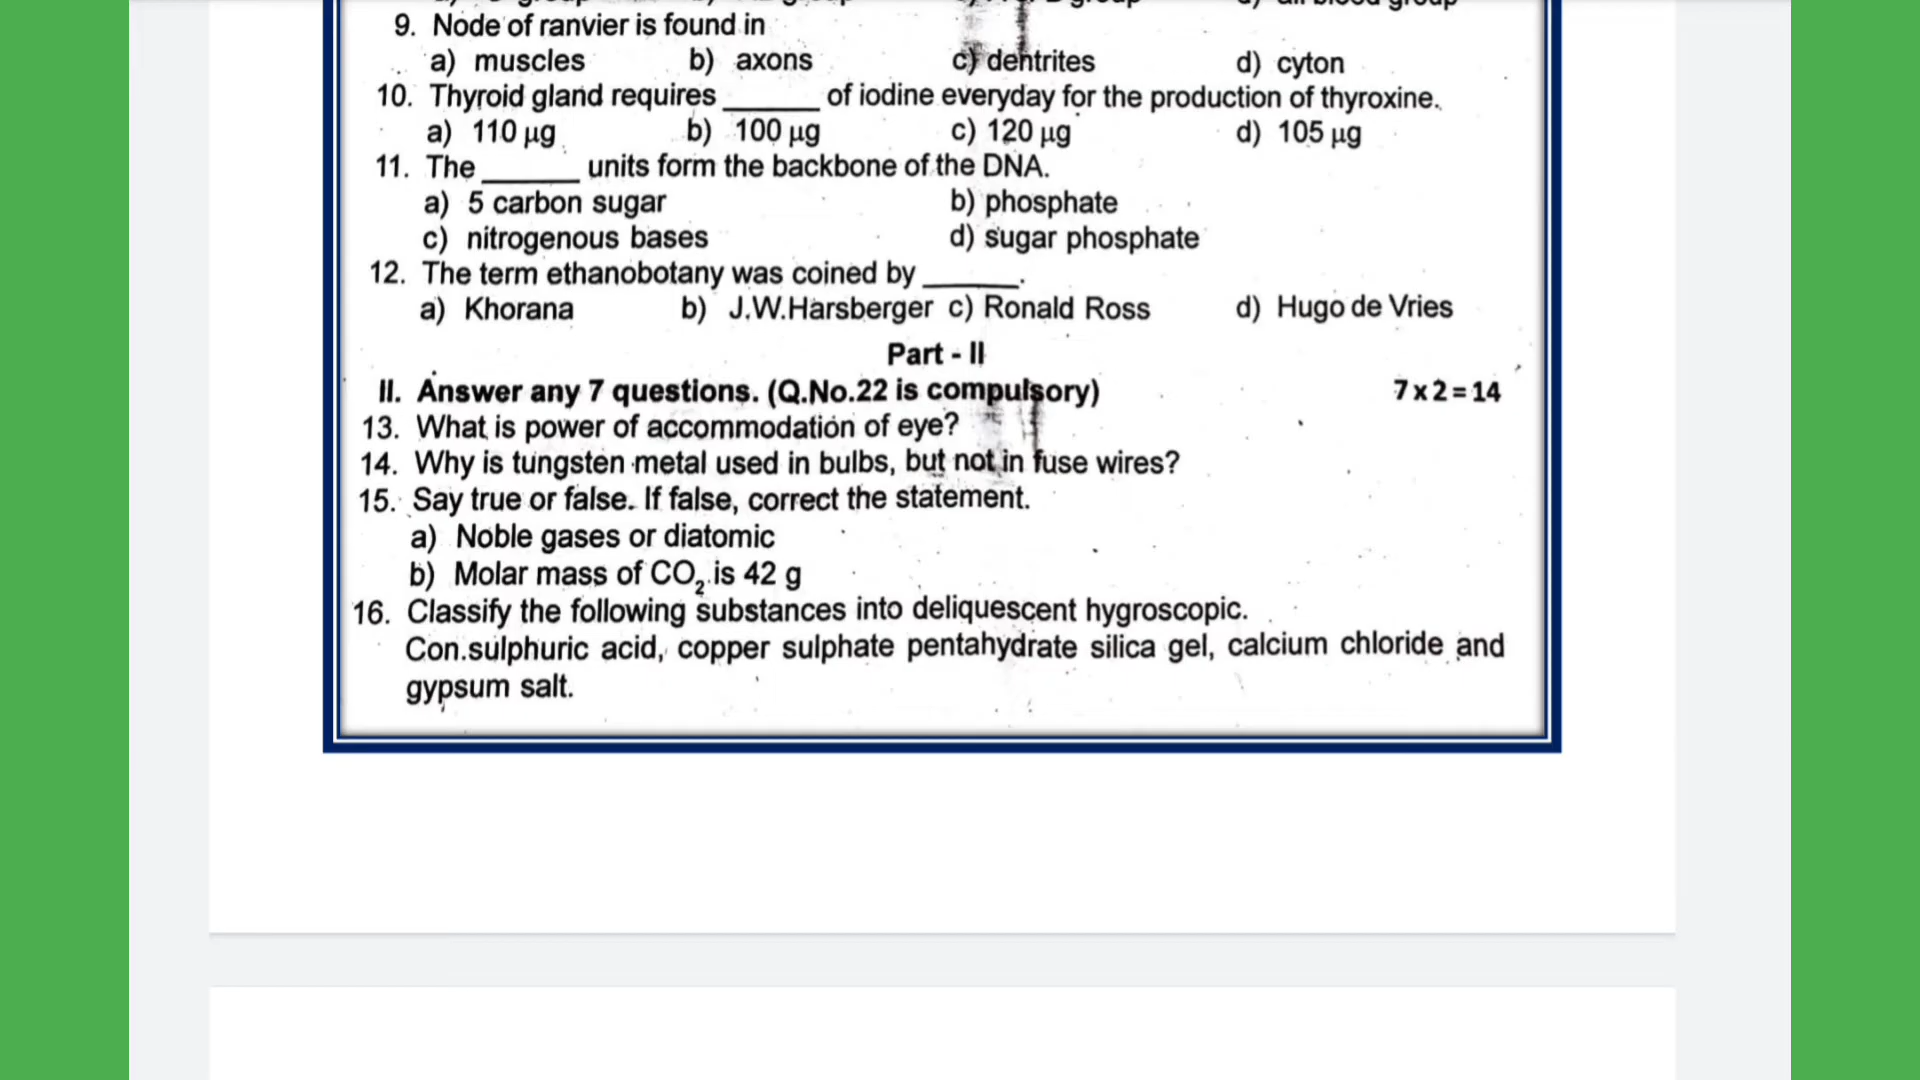 9. Node of ranvier is found in
a) muscles b) axons c) dentrites d) cyton
10. Thyroid gland requires ______ of iodine everyday for the production of thyroxine.
a) 110 µg b) 100 µg c) 120 µg d) 105 µg
11. The ______ units form the backbone of the DNA.
a) 5 carbon sugar b) phosphate
c) nitrogenous bases d) sugar phosphate
12. The term ethanobotany was coined by ______.
a) Khorana b) J.W.Harsberger c) Ronald Ross d) Hugo de Vries
Part - II
II. Answer any 7 questions. (Q.No.22 is compulsory) 7 x 2 = 14
13. What is power of accommodation of eye?
14. Why is tungsten metal used in bulbs, but not in fuse wires?
15. Say true or false. If false, correct the statement.
a) Noble gases or diatomic
b) Molar mass of CO₂ is 42 g
16. Classify the following substances into deliquescent hygroscopic.
Con.sulphuric acid, copper sulphate pentahydrate silica gel, calcium chloride and
gypsum salt.